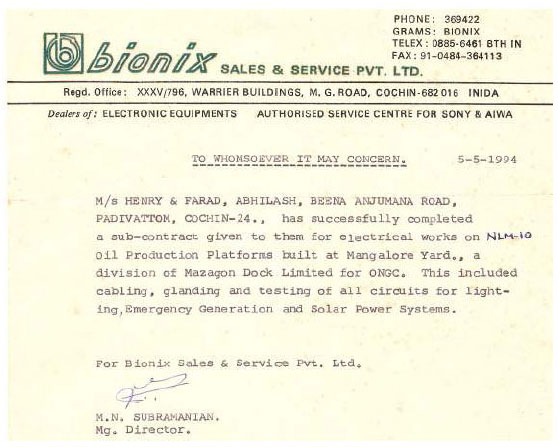 PHONE: 369422
GRAMS: BIONIX
TELEX: 0885-6461 BTH IN
FAX: 91-0484-364113
bionix SALES & SERVICE PVT. LTD.
Regd. Office: XXXV/796, WARRIER BUILDINGS, M. G. ROAD, COCHIN-682 016 INIDA
Dealers of: ELECTRONIC EQUIPMENTS AUTHORISED SERVICE CENTRE FOR SONY & AIWA
TO WHOMSOEVER IT MAY CONCERN. 5-5-1994
M/s HENRY & FARAD, ABHILASH, BEENA ANJUMANA ROAD,
PADIVATTOM, COCHIN-24., has successfully completed
a sub-contract given to them for electrical works on NLM-10
Oil Production Platforms built at Mangalore Yard., a
division of Mazagon Dock Limited for ONGC. This included
cabling, glanding and testing of all circuits for light-
ing,Emergency Generation and Solar Power Systems.
For Bionix Sales & Service Pvt. Ltd.
M.N. SUBRAMANIAN.
Mg. Director.